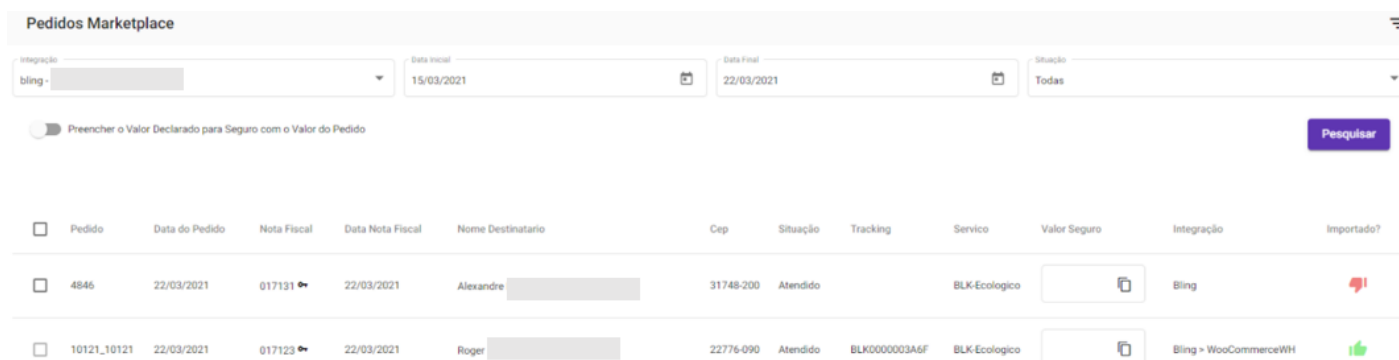 Pedidos Marketplace
Integração Data Inicial Data Final Situação
bling - 15/03/2021 22/03/2021 Todas
Preencher o Valor Declarado para Seguro com o Valor do Pedido Pesquisar
Pedido Data do Pedido Nota Fiscal Data Nota Fiscal Nome Destinatario Cep Situação Tracking Servico Valor Seguro Integração Importado?
4846 22/03/2021 017131 22/03/2021 Alexandre 31748-200 Atendido BLK-Ecologico Bling
10121_10121 22/03/2021 017123 22/03/2021 Roger 22776-090 Atendido BLK0000003A6F BLK-Ecologico Bling > WooCommerceWH